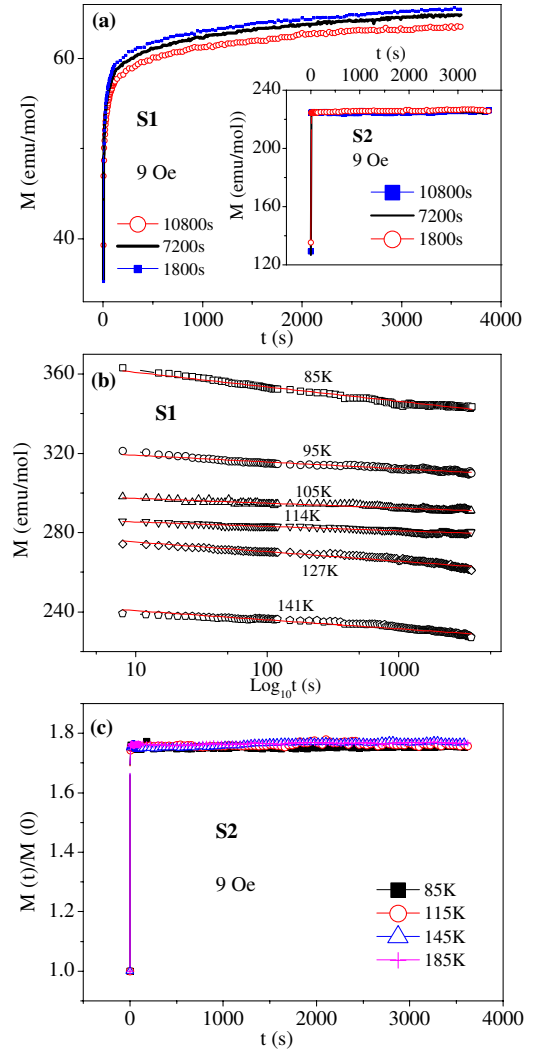 (a)
60
40
M (emu/mol)
S1
9 Oe
10800s
7200s
1800s
0 1000 2000 3000 4000
t (s)
t (s)
0 1000 2000 3000
240
210
180
150
120
M (emu/mol))
S2
9 Oe
10800s
7200s
1800s
(b)
360
320
280
240
M (emu/mol)
S1
85K
95K
105K
114K
127K
141K
10 100 1000
Log10t (s)
(c)
1.8
1.6
1.4
1.2
1.0
M (t)/M (0)
S2
9 Oe
85K
115K
145K
185K
0 1000 2000 3000 4000
t (s)